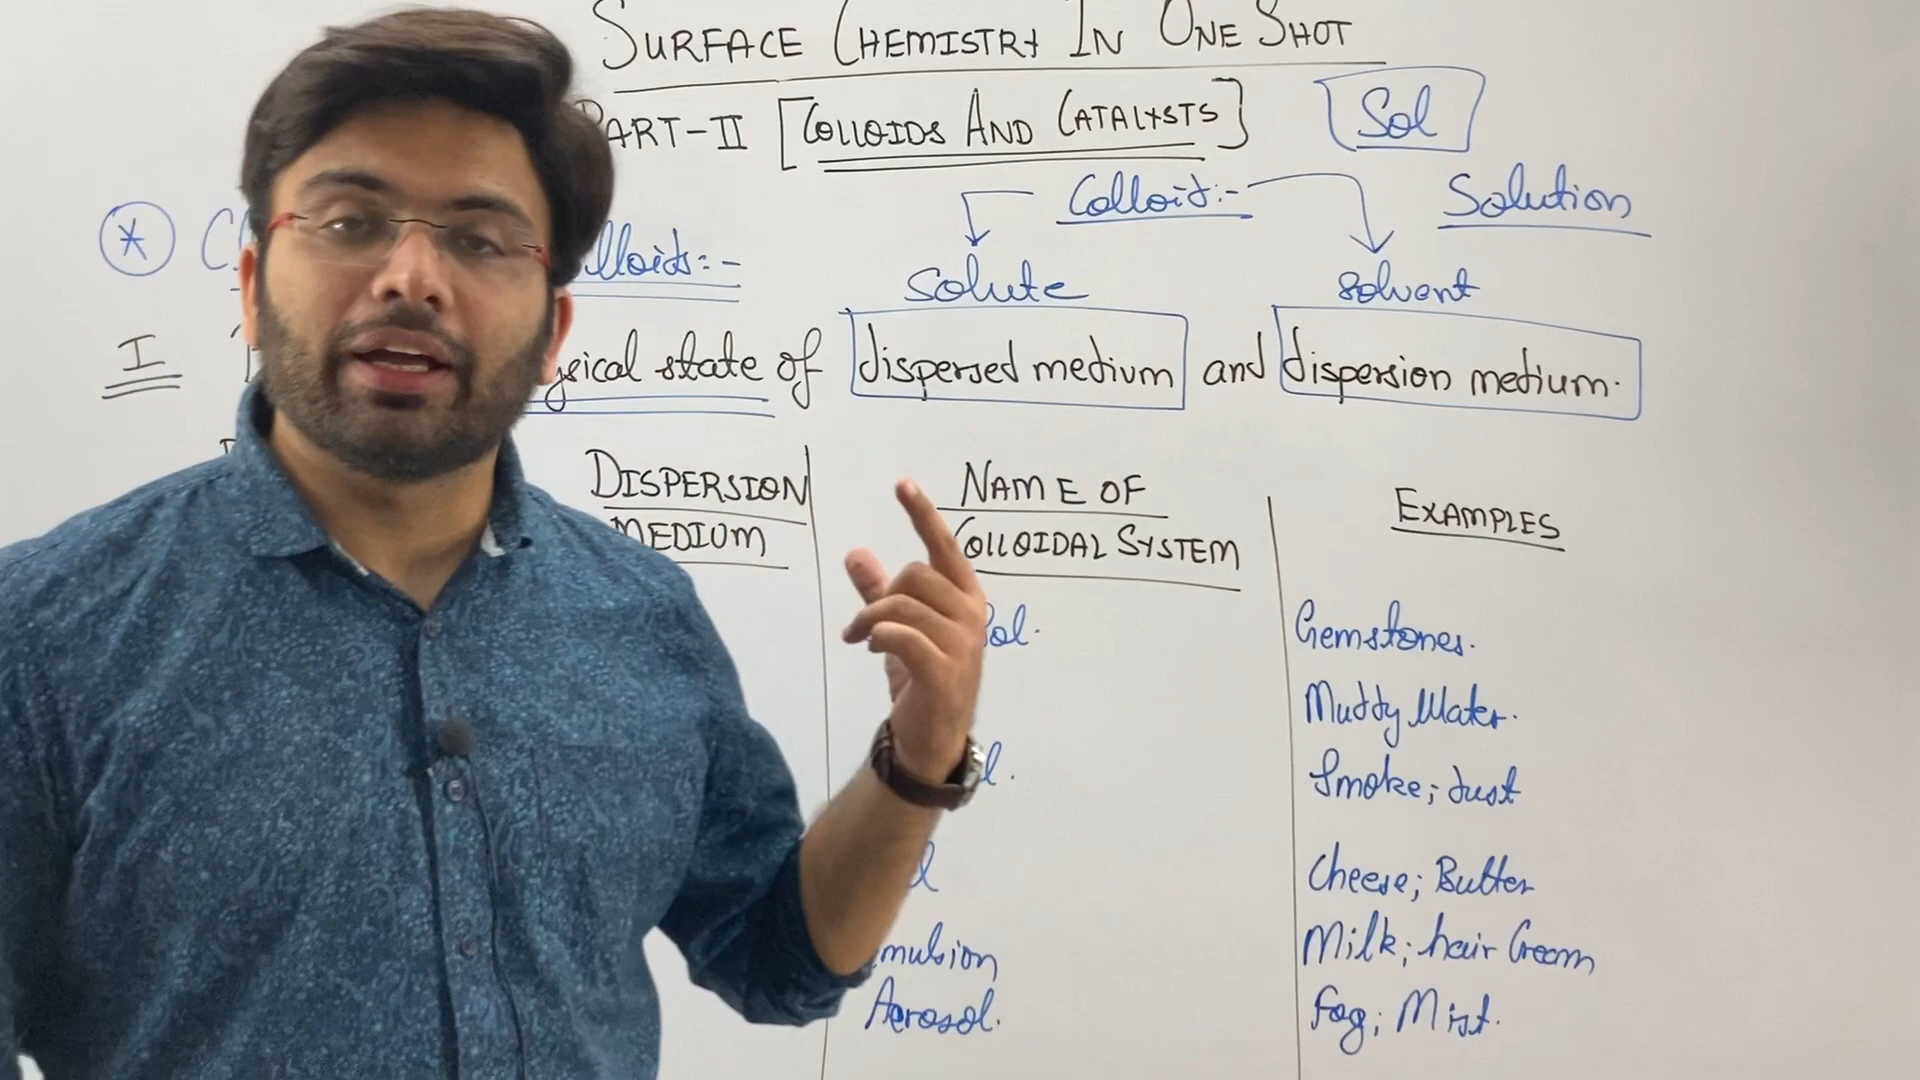 SURFACE CHEMISTRY IN ONE SHOT
PART-II [COLLOIDS AND CATALYSTS]
Sol
Colloid:-
Solution
lloids:-
solute
solvent
I
ysical state of dispersed medium and dispersion medium.
DISPERSION
MEDIUM
NAME OF
COLLOIDAL SYSTEM
EXAMPLES
Sol.
Gemstones.
Muddy Water.
l.
Smoke; dust
l
Cheese; Butter
mulsion
Milk; hair Cream
Aerosol.
Fog; Mist.